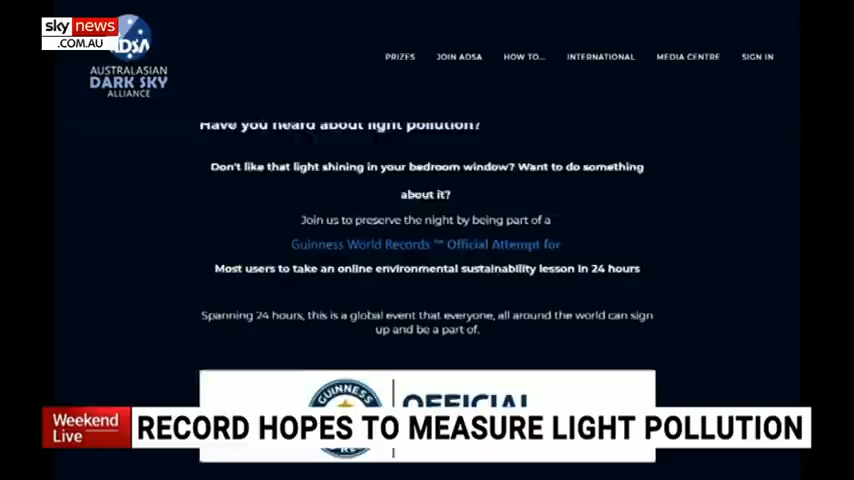 sky news
.COM.AU
ADSA
AUSTRALASIAN
DARK SKY
ALLIANCE
PRIZES JOIN ADSA HOW TO... INTERNATIONAL MEDIA CENTRE SIGN IN
Have you heard about light pollution?
Don't like that light shining in your bedroom window? Want to do something
about it?
Join us to preserve the night by being part of a
Guinness World Records ™ Official Attempt for
Most users to take an online environmental sustainability lesson in 24 hours
Spanning 24 hours, this is a global event that everyone, all around the world can sign
up and be a part of.
GUINNESS
OFFICIAL
Weekend
Live
RECORD HOPES TO MEASURE LIGHT POLLUTION